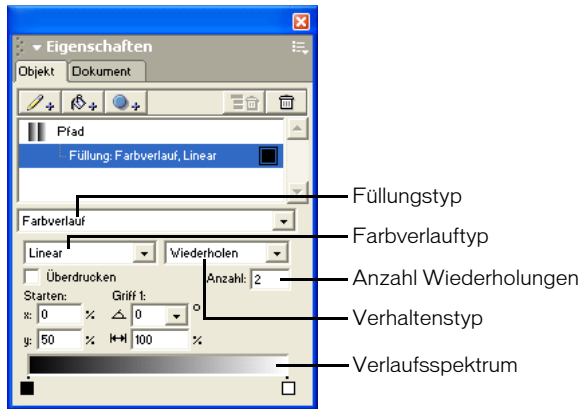 Eigenschaften
Objekt Dokument
Pfad
Füllung: Farbverlauf, Linear
Füllungstyp
Farbverlauf
Farbverlauftyp
Linear Wiederholen
Überdrucken Anzahl: 2
Anzahl Wiederholungen
Starten: Griff 1:
x: 0 % 0 °
Verhaltenstyp
y: 50 % 100 %
Verlaufsspektrum